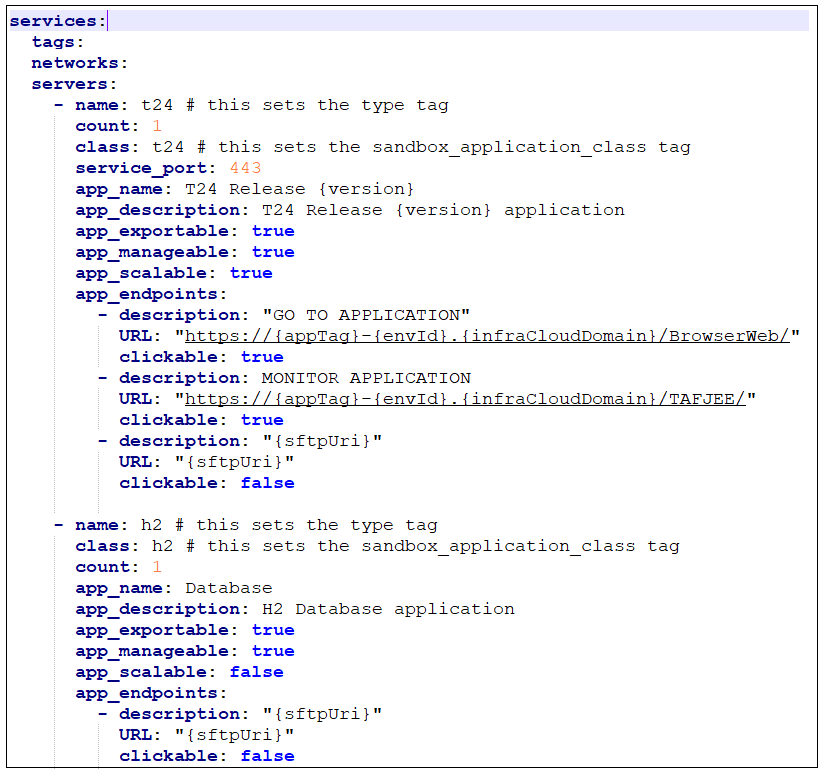 services:
  tags:
  networks:
  servers:
    - name: t24 # this sets the type tag
      count: 1
      class: t24 # this sets the sandbox_application_class tag
      service_port: 443
      app_name: T24 Release {version}
      app_description: T24 Release {version} application
      app_exportable: true
      app_manageable: true
      app_scalable: true
      app_endpoints:
        - description: "GO TO APPLICATION"
          URL: "https://{appTag}-{envId}.{infraCloudDomain}/BrowserWeb/"
          clickable: true
        - description: MONITOR APPLICATION
          URL: "https://{appTag}-{envId}.{infraCloudDomain}/TAFJEE/"
          clickable: true
        - description: "{sftpUri}"
          URL: "{sftpUri}"
          clickable: false
    - name: h2 # this sets the type tag
      class: h2 # this sets the sandbox_application_class tag
      count: 1
      app_name: Database
      app_description: H2 Database application
      app_exportable: true
      app_manageable: true
      app_scalable: false
      app_endpoints:
        - description: "{sftpUri}"
          URL: "{sftpUri}"
          clickable: false